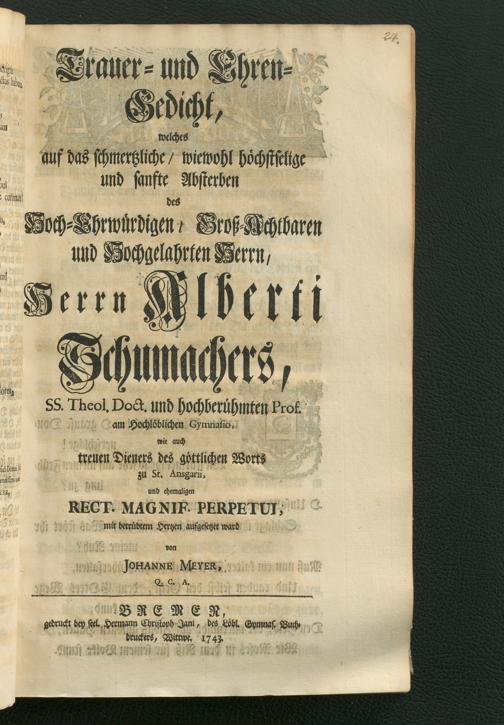 24.
Trauer- und Ehren-
Gedicht,
welches
auf das schmertzliche/ wiewohl höchstselige
und sanfte Absterben
des
Hoch-Ehrwürdigen, Groß-Achtbaren
und Hochgelahrten Herrn,
Herrn Alberti
Schumachers,
SS. Theol. Doct. und hochberühmten Prof.
am Hochlöblichen Gymnasio.
wie auch
treuen Dieners des göttlichen Worts
zu St. Ansgarii,
und ehemaligen
RECT. MAGNIF. PERPETUI,
mit betrübtem Hertzen aufgesetzet ward
von
JOHANNE MEYER,
Q. C. A.
BREMEN,
gedruckt bey seel. Hermann Christoph Jani, des Löbl. Gymnas. Buch-
druckers, Wittwe. 1743.